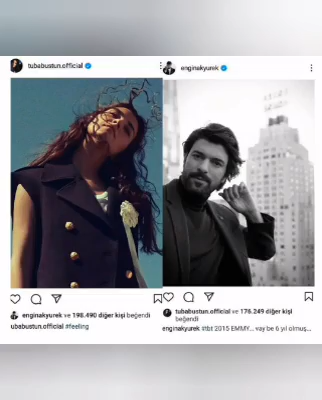 tubabustun.official
enginakyurek ve 198.490 diğer kişi beğendi
ubabustun.official #feeling
enginakyurek
tubabustun.official ve 176.249 diğer kişi
beğendi
enginakyurek #tbt 2015 EMMY... vay be 6 yıl olmuş...